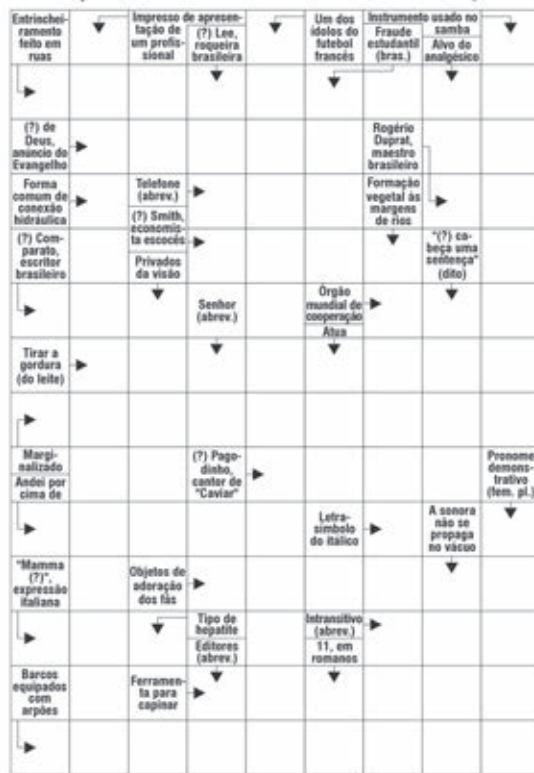 Entrinchei-
ramento
feito em
ruas
Impresso de apresen-
tação de
um profis-
sional
(?) Lee,
roqueira
brasileira
Um dos
ídolos do
futebol
francês
Instrumento usado no
samba
Fraude
estudantil
(bras.)
Alvo do
analgésico
(?) de
Deus,
anúncio do
Evangelho
Rogério
Duprat,
maestro
brasileiro
Forma
comum de
conexão
hidráulica
Telefone
(abrev.)
(?) Smith,
economis-
ta escocês
Formação
vegetal às
margens
de rios
(?) Com-
parato,
escritor
brasileiro
Privados
da visão
"(?) ca-
beça uma
sentença"
(dito)
Senhor
(abrev.)
Órgão
mundial de
cooperação
Atua
Tirar a
gordura
(do leite)
Margi-
nalizado
Andei por
cima de
(?) Pago-
dinho,
cantor de
"Caviar"
Pronome
demons-
trativo
(fem. pl.)
Letra-
símbolo
do itálico
A sonora
não se
propaga
no vácuo
"Mamma
(?)",
expressão
italiana
Objetos de
adoração
dos fãs
Tipo de
hepatite
Editores
(abrev.)
Intransitivo
(abrev.)
11, em
romanos
Barcos
equipados
com
arpões
Ferramen-
ta para
capinar